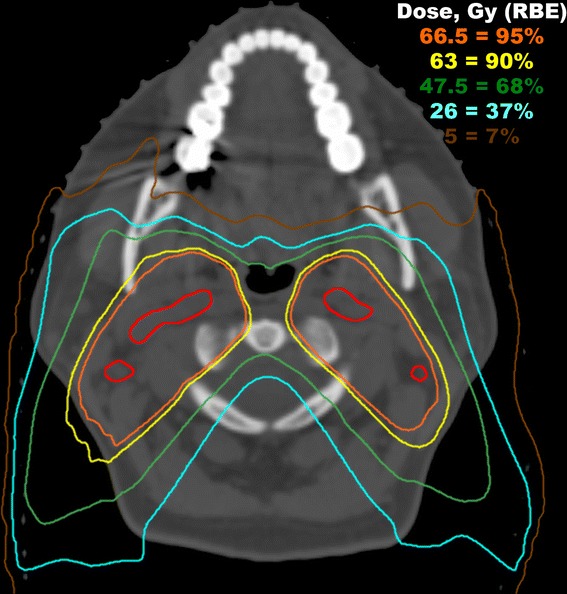 Dose, Gy (RBE)
66.5 = 95%
63 = 90%
47.5 = 68%
26 = 37%
5 = 7%